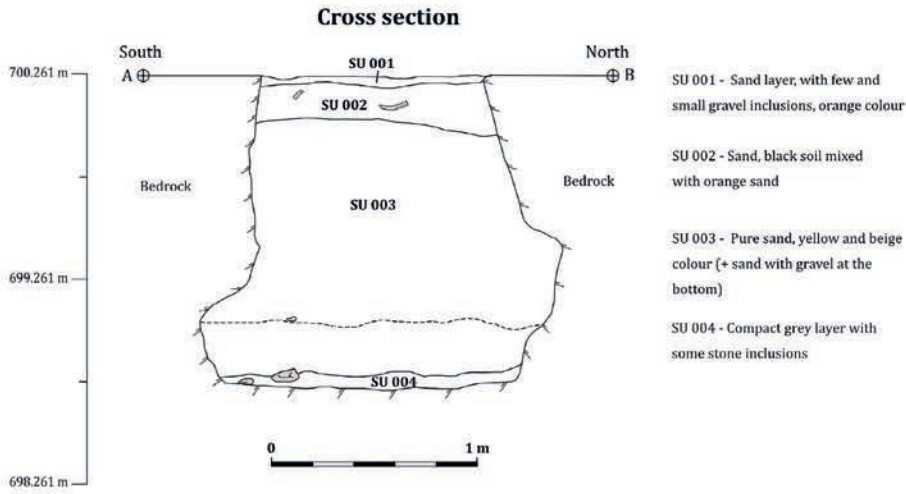 Cross section
South
North
SU 001
700.261 m
A
B
SU 002
SU 001 - Sand layer, with few and
small gravel inclusions, orange colour
SU 002 - Sand, black soil mixed
with orange sand
Bedrock
Bedrock
SU 003
SU 003 - Pure sand, yellow and beige
colour (+ sand with gravel at the
bottom)
699.261 m
SU 004 - Compact grey layer with
some stone inclusions
SU 004
0
1 m
698.261 m